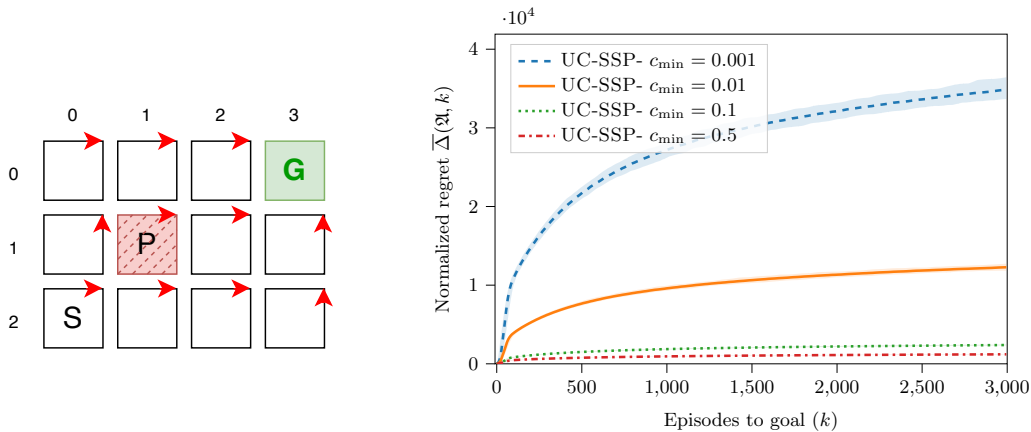 0 1 2 3
0 G
1 P
2 S
·10⁴
4
3
2
1
0
Normalized regret Δ̅(𝔄, k)
UC-SSP- c_min = 0.001
UC-SSP- c_min = 0.01
UC-SSP- c_min = 0.1
UC-SSP- c_min = 0.5
0 500 1,000 1,500 2,000 2,500 3,000
Episodes to goal (k)